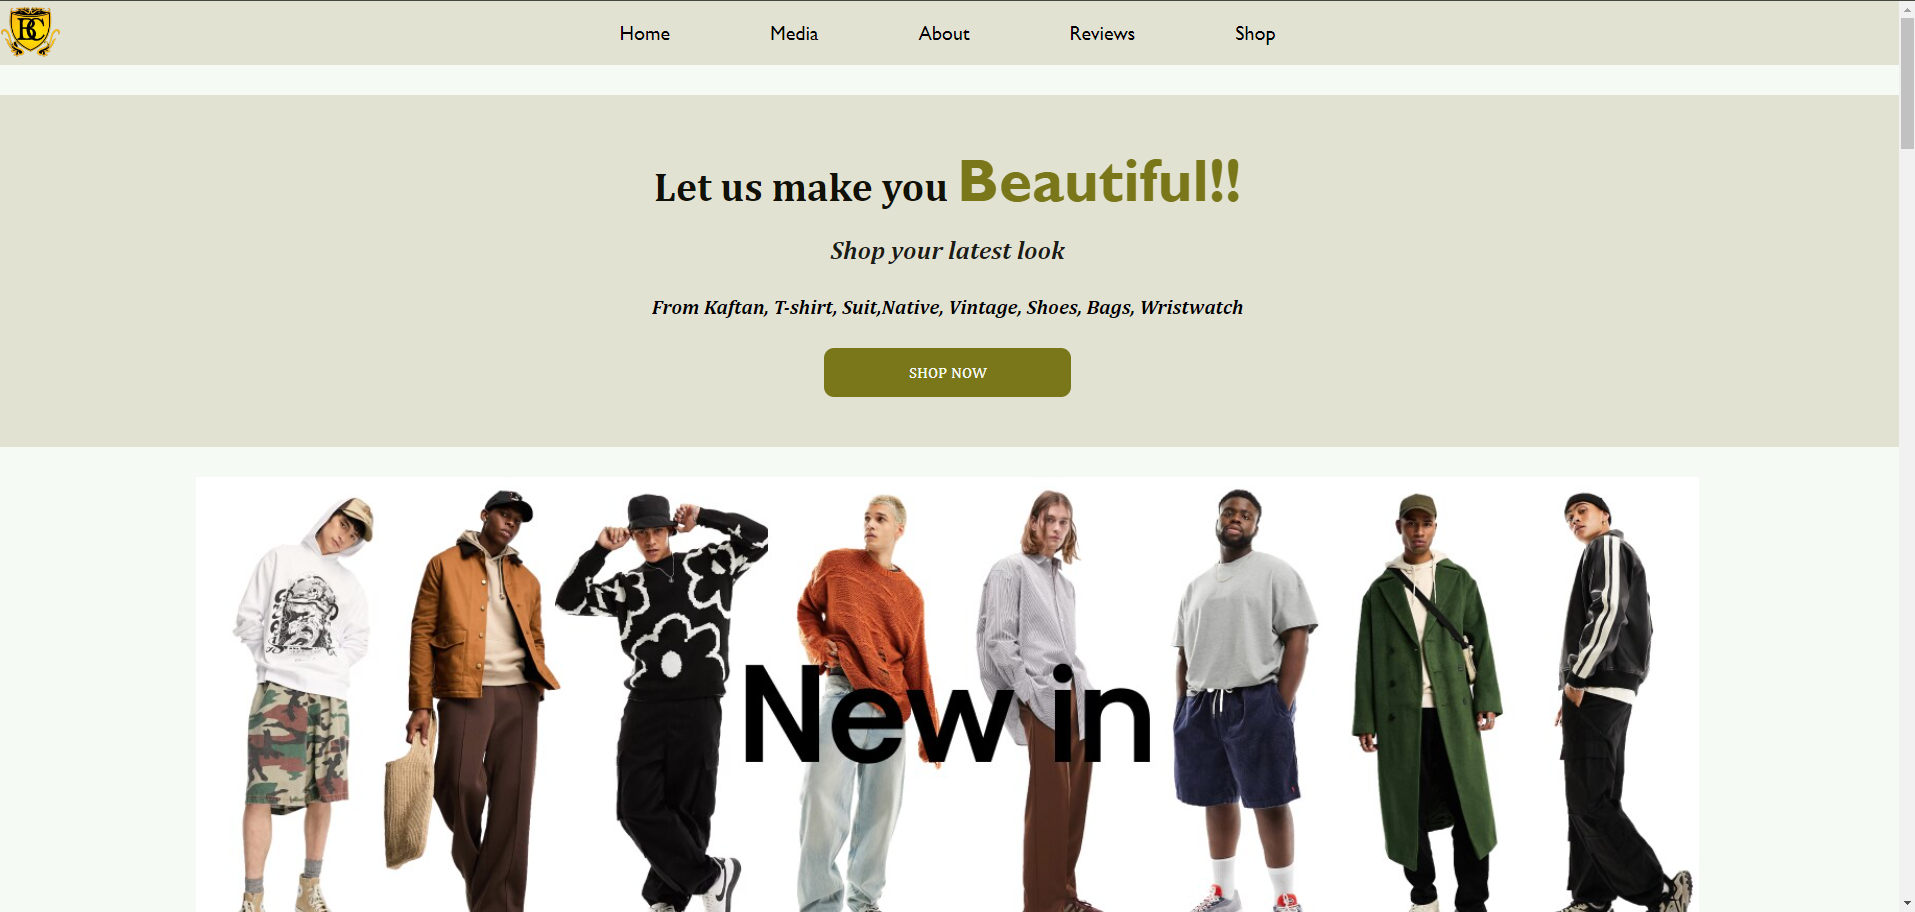 BC
Home Media About Reviews Shop
Let us make you Beautiful!!
Shop your latest look
From Kaftan, T-shirt, Suit,Native, Vintage, Shoes, Bags, Wristwatch
SHOP NOW
New in